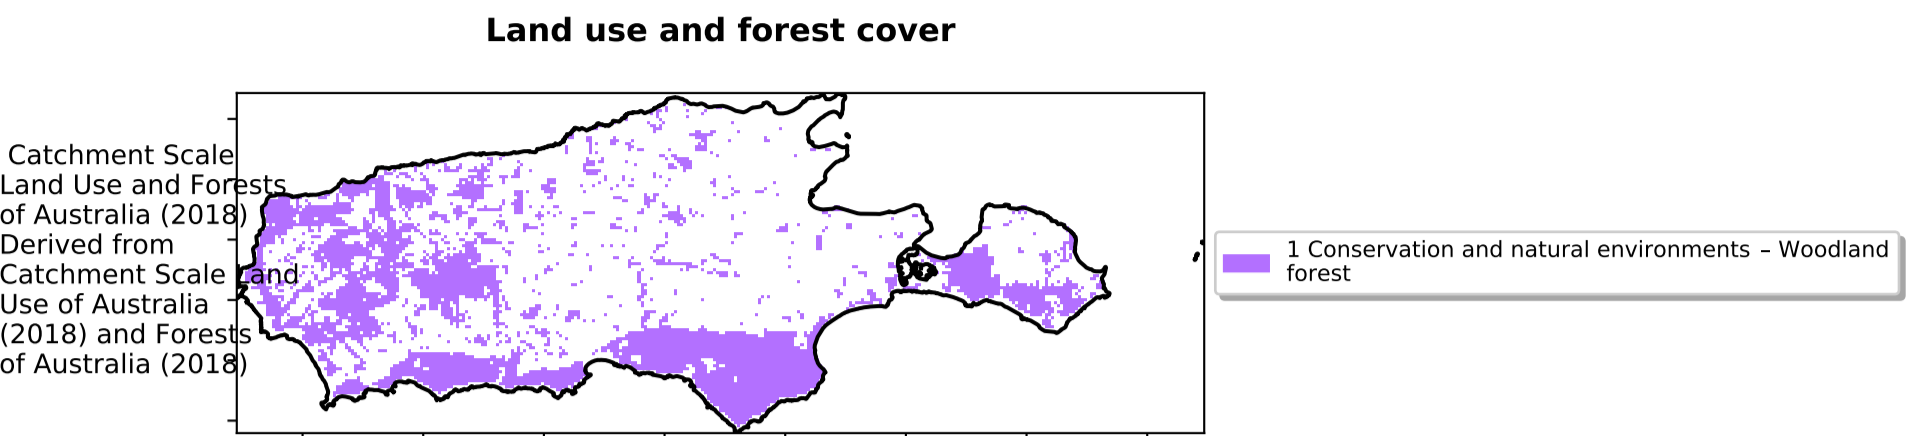 Land use and forest cover
Catchment Scale
Land Use and Forests
of Australia (2018)
Derived from
Catchment Scale Land
Use of Australia
(2018) and Forests
of Australia (2018)
1 Conservation and natural environments – Woodland
forest